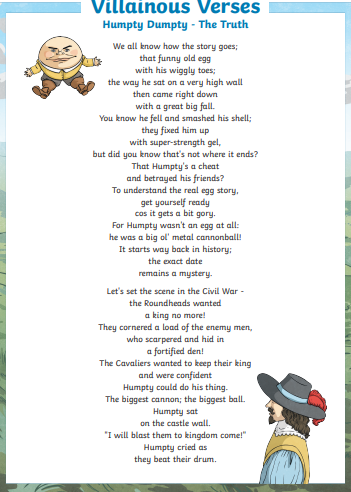 Villainous Verses
Humpty Dumpty - The Truth
We all know how the story goes;
that funny old egg
with his wiggly toes;
the way he sat on a very high wall
then came right down
with a great big fall.
You know he fell and smashed his shell;
they fixed him up
with super-strength gel,
but did you know that's not where it ends?
That Humpty's a cheat
and betrayed his friends?
To understand the real egg story,
get yourself ready
cos it gets a bit gory.
For Humpty wasn't an egg at all:
he was a big ol' metal cannonball!
It starts way back in history;
the exact date
remains a mystery.
Let's set the scene in the Civil War -
the Roundheads wanted
a king no more!
They cornered a load of the enemy men,
who scarpered and hid in
a fortified den!
The Cavaliers wanted to keep their king
and were confident
Humpty could do his thing.
The biggest cannon; the biggest ball.
Humpty sat
on the castle wall.
"I will blast them to kingdom come!"
Humpty cried as
they beat their drum.